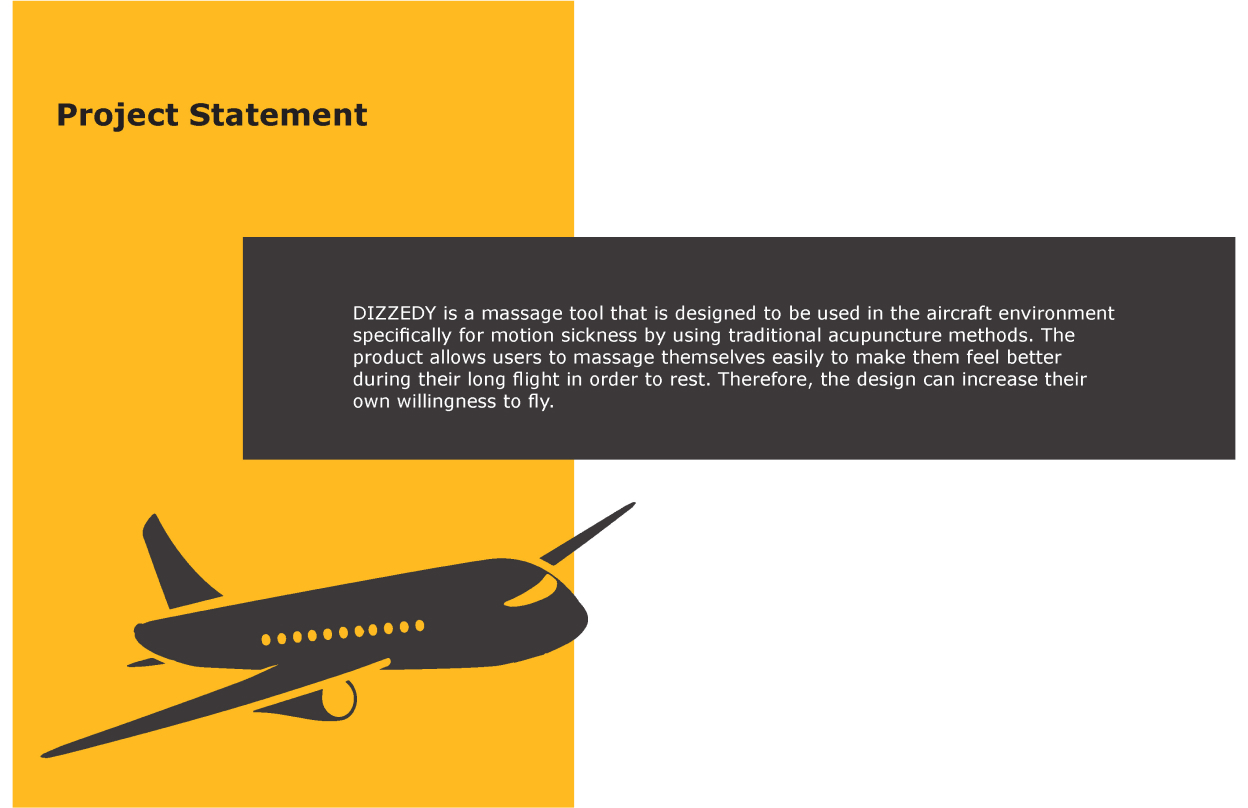 Project Statement
DIZZEDY is a massage tool that is designed to be used in the aircraft environment
specifically for motion sickness by using traditional acupuncture methods. The
product allows users to massage themselves easily to make them feel better
during their long flight in order to rest. Therefore, the design can increase their
own willingness to fly.